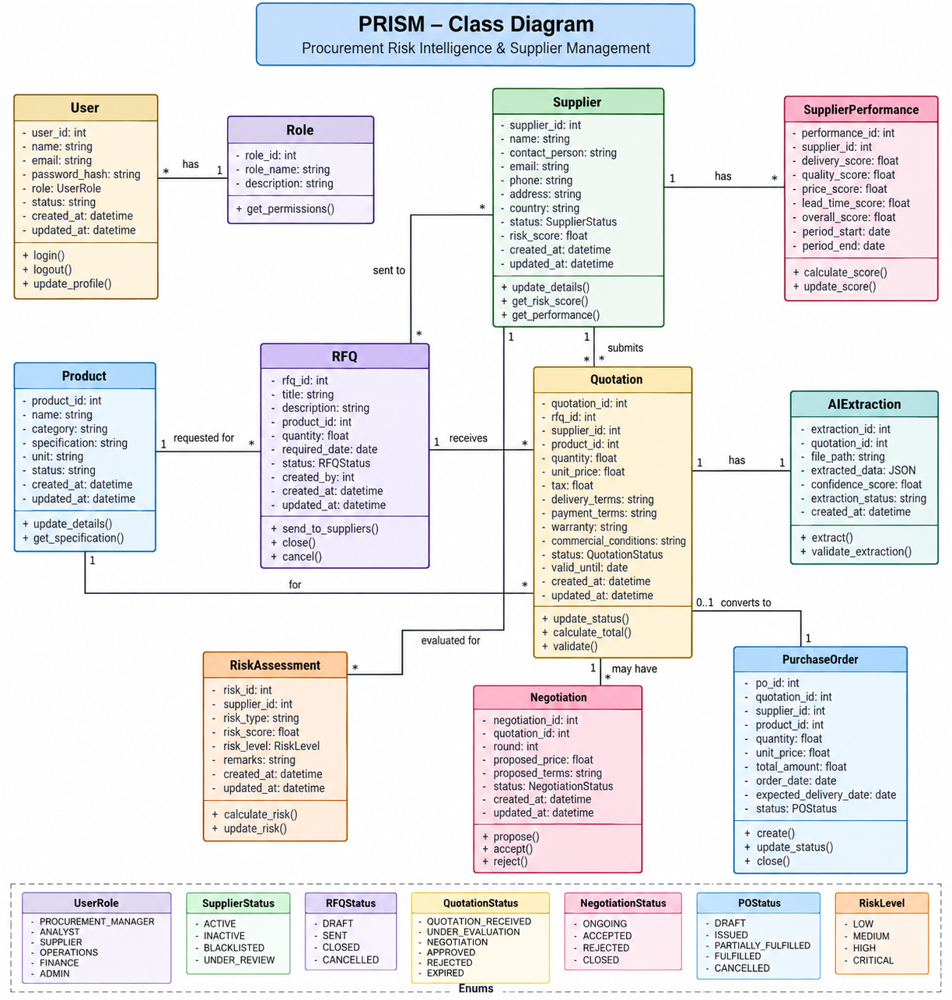 PRISM – Class Diagram
Procurement Risk Intelligence & Supplier Management
User
- user_id: int
- name: string
- email: string
- password_hash: string
- role: UserRole
- status: string
- created_at: datetime
- updated_at: datetime
+ login()
+ logout()
+ update_profile()
* has 1
Role
- role_id: int
- role_name: string
- description: string
+ get_permissions()
Supplier
- supplier_id: int
- name: string
- contact_person: string
- email: string
- phone: string
- address: string
- country: string
- status: SupplierStatus
- risk_score: float
- created_at: datetime
- updated_at: datetime
+ update_details()
+ get_risk_score()
+ get_performance()
1 has *
SupplierPerformance
- performance_id: int
- supplier_id: int
- delivery_score: float
- quality_score: float
- price_score: float
- lead_time_score: float
- overall_score: float
- period_start: date
- period_end: date
+ calculate_score()
+ update_score()
*
sent to
*
1
1
submits
* *
Product
- product_id: int
- name: string
- category: string
- specification: string
- unit: string
- status: string
- created_at: datetime
- updated_at: datetime
+ update_details()
+ get_specification()
1 requested for *
RFQ
- rfq_id: int
- title: string
- description: string
- product_id: int
- quantity: float
- required_date: date
- status: RFQStatus
- created_by: int
- created_at: datetime
- updated_at: datetime
+ send_to_suppliers()
+ close()
+ cancel()
1 receives *
Quotation
- quotation_id: int
- rfq_id: int
- supplier_id: int
- product_id: int
- quantity: float
- unit_price: float
- tax: float
- delivery_terms: string
- payment_terms: string
- warranty: string
- commercial_conditions: string
- status: QuotationStatus
- valid_until: date
- created_at: datetime
- updated_at: datetime
+ update_status()
+ calculate_total()
+ validate()
1 has 1
AIExtraction
- extraction_id: int
- quotation_id: int
- file_path: string
- extracted_data: JSON
- confidence_score: float
- extraction_status: string
- created_at: datetime
+ extract()
+ validate_extraction()
1
for *
0..1 converts to
1
evaluated for
*
1 may have
*
RiskAssessment
- risk_id: int
- supplier_id: int
- risk_type: string
- risk_score: float
- risk_level: RiskLevel
- remarks: string
- created_at: datetime
- updated_at: datetime
+ calculate_risk()
+ update_risk()
Negotiation
- negotiation_id: int
- quotation_id: int
- round: int
- proposed_price: float
- proposed_terms: string
- status: NegotiationStatus
- created_at: datetime
- updated_at: datetime
+ propose()
+ accept()
+ reject()
PurchaseOrder
- po_id: int
- quotation_id: int
- supplier_id: int
- product_id: int
- quantity: float
- unit_price: float
- total_amount: float
- order_date: date
- expected_delivery_date: date
- status: POStatus
+ create()
+ update_status()
+ close()
UserRole
- PROCUREMENT_MANAGER
- ANALYST
- SUPPLIER
- OPERATIONS
- FINANCE
- ADMIN
SupplierStatus
- ACTIVE
- INACTIVE
- BLACKLISTED
- UNDER_REVIEW
RFQStatus
- DRAFT
- SENT
- CLOSED
- CANCELLED
QuotationStatus
- QUOTATION_RECEIVED
- UNDER_EVALUATION
- NEGOTIATION
- APPROVED
- REJECTED
- EXPIRED
NegotiationStatus
- ONGOING
- ACCEPTED
- REJECTED
- CLOSED
POStatus
- DRAFT
- ISSUED
- PARTIALLY_FULFILLED
- FULFILLED
- CANCELLED
RiskLevel
- LOW
- MEDIUM
- HIGH
- CRITICAL
Enums